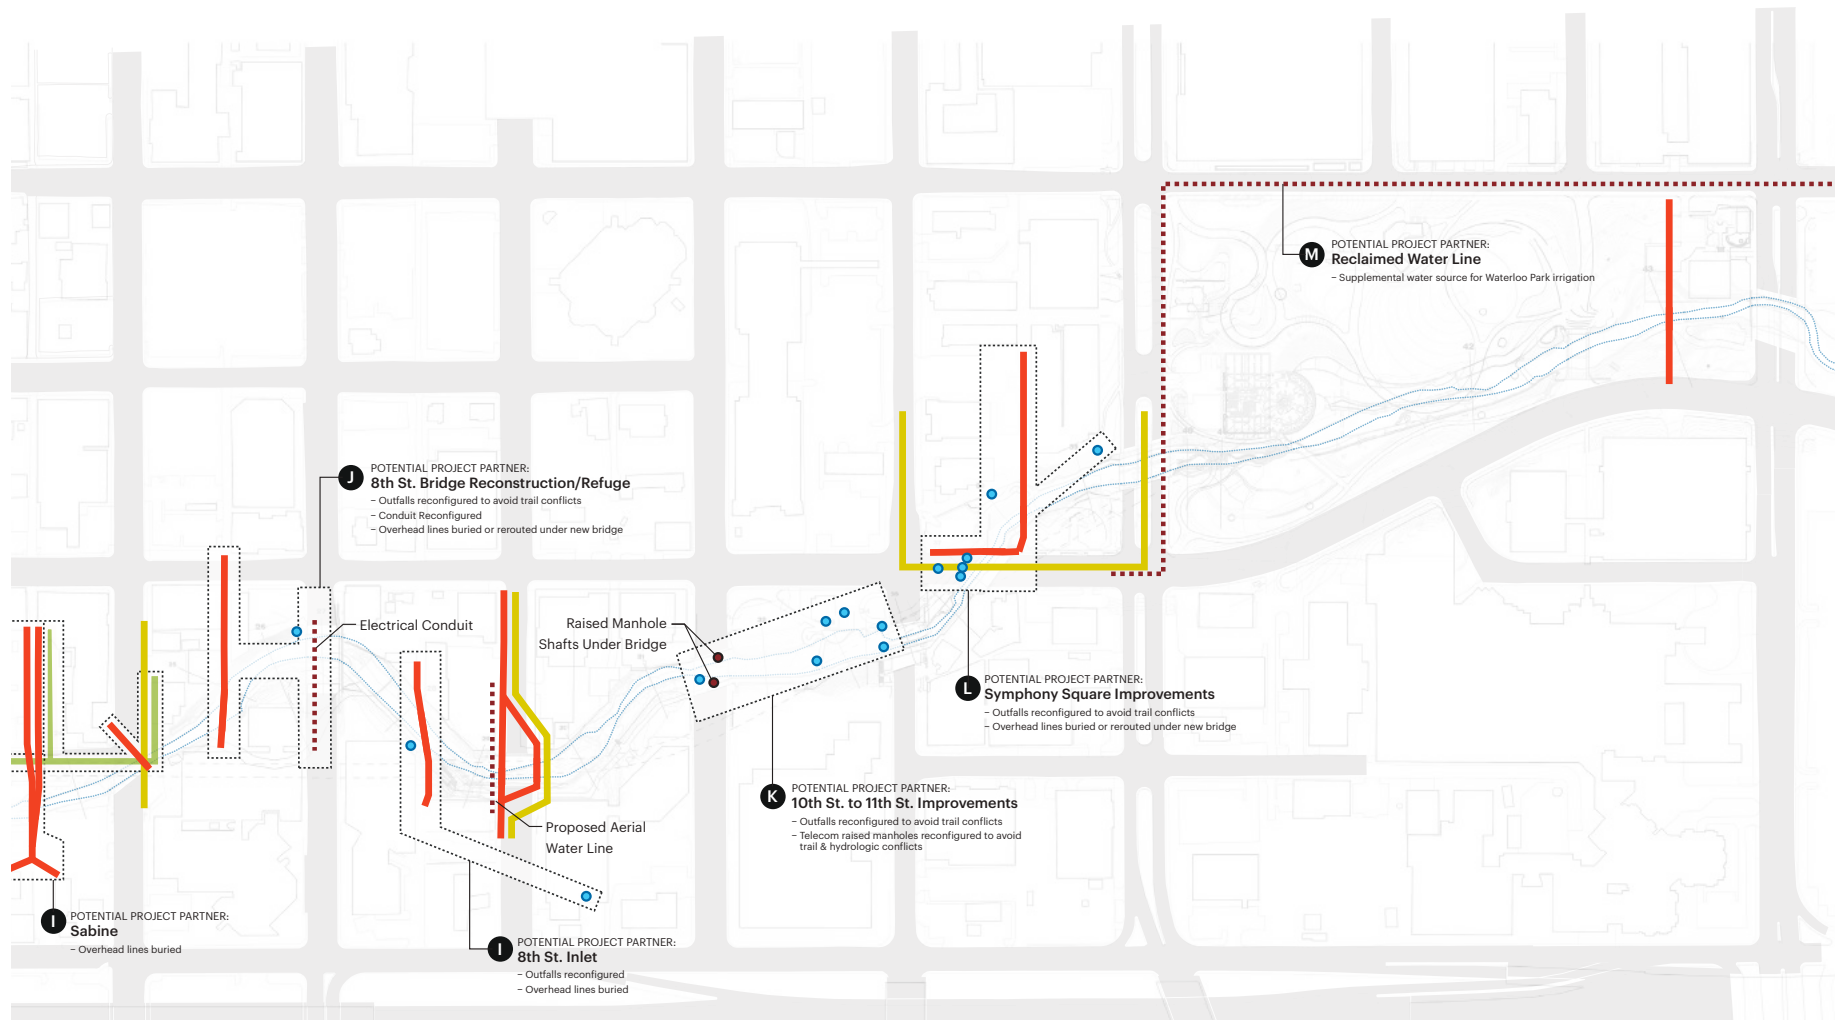 M
POTENTIAL PROJECT PARTNER:
Reclaimed Water Line
– Supplemental water source for Waterloo Park irrigation
J
POTENTIAL PROJECT PARTNER:
8th St. Bridge Reconstruction/Refuge
– Outfalls reconfigured to avoid trail conflicts
– Conduit Reconfigured
– Overhead lines buried or rerouted under new bridge
Electrical Conduit
Raised Manhole
Shafts Under Bridge
L
POTENTIAL PROJECT PARTNER:
Symphony Square Improvements
– Outfalls reconfigured to avoid trail conflicts
– Overhead lines buried or rerouted under new bridge
K
POTENTIAL PROJECT PARTNER:
10th St. to 11th St. Improvements
– Outfalls reconfigured to avoid trail conflicts
– Telecom raised manholes reconfigured to avoid
trail & hydrologic conflicts
Proposed Aerial
Water Line
I
POTENTIAL PROJECT PARTNER:
Sabine
– Overhead lines buried
I
POTENTIAL PROJECT PARTNER:
8th St. Inlet
– Outfalls reconfigured
– Overhead lines buried